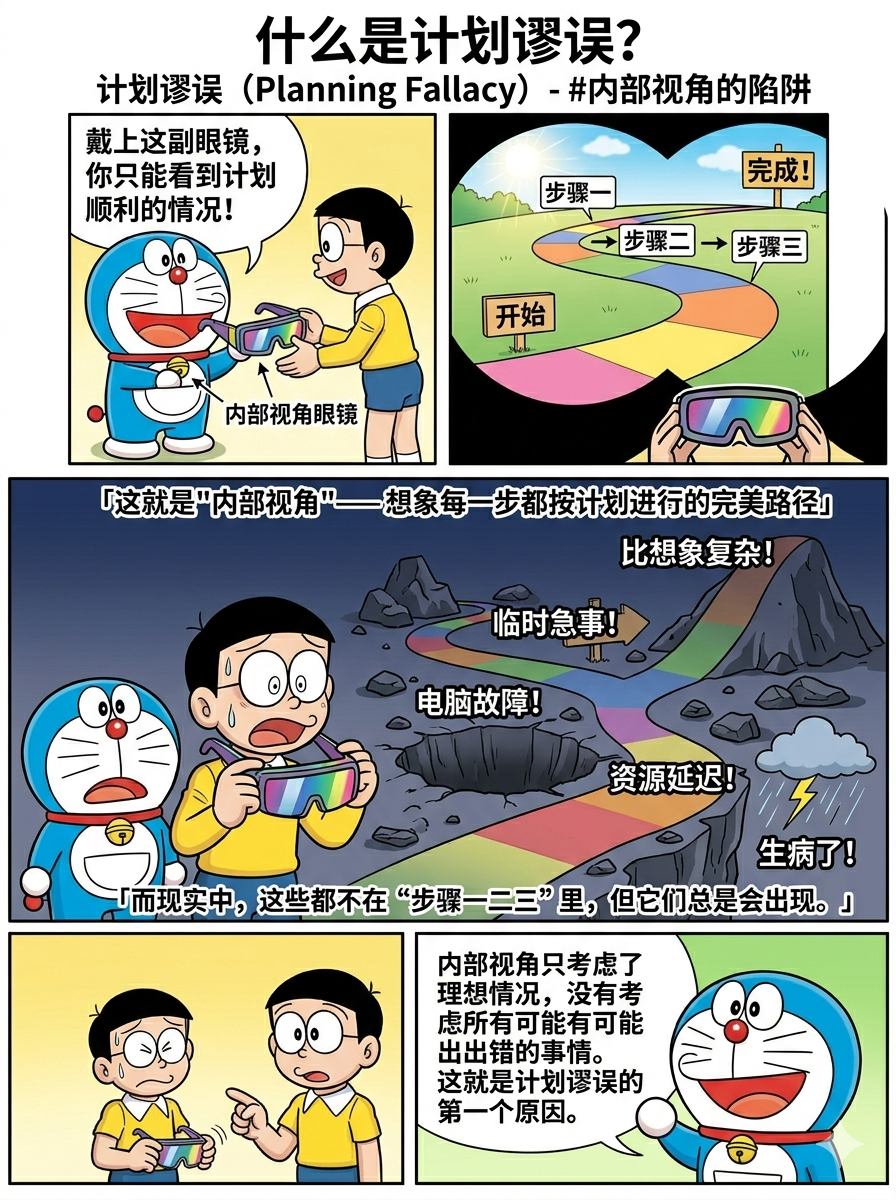 什么是计划谬误?
计划谬误（Planning Fallacy）- #内部视角的陷阱
戴上这副眼镜，
你只能看到计划
顺利的情况！
内部视角眼镜
步骤一
完成！
步骤二
步骤三
开始
「这就是"内部视角"——想象每一步都按计划进行的完美路径」
比想象复杂！
临时急事！
电脑故障！
资源延迟！
生病了！
「而现实中，这些都不在“步骤一二三”里，但它们总是会出现。」
内部视角只考虑了
理想情况，没有考
虑所有可能有可能
出出错的事情。
这就是计划谬误的
第一个原因。